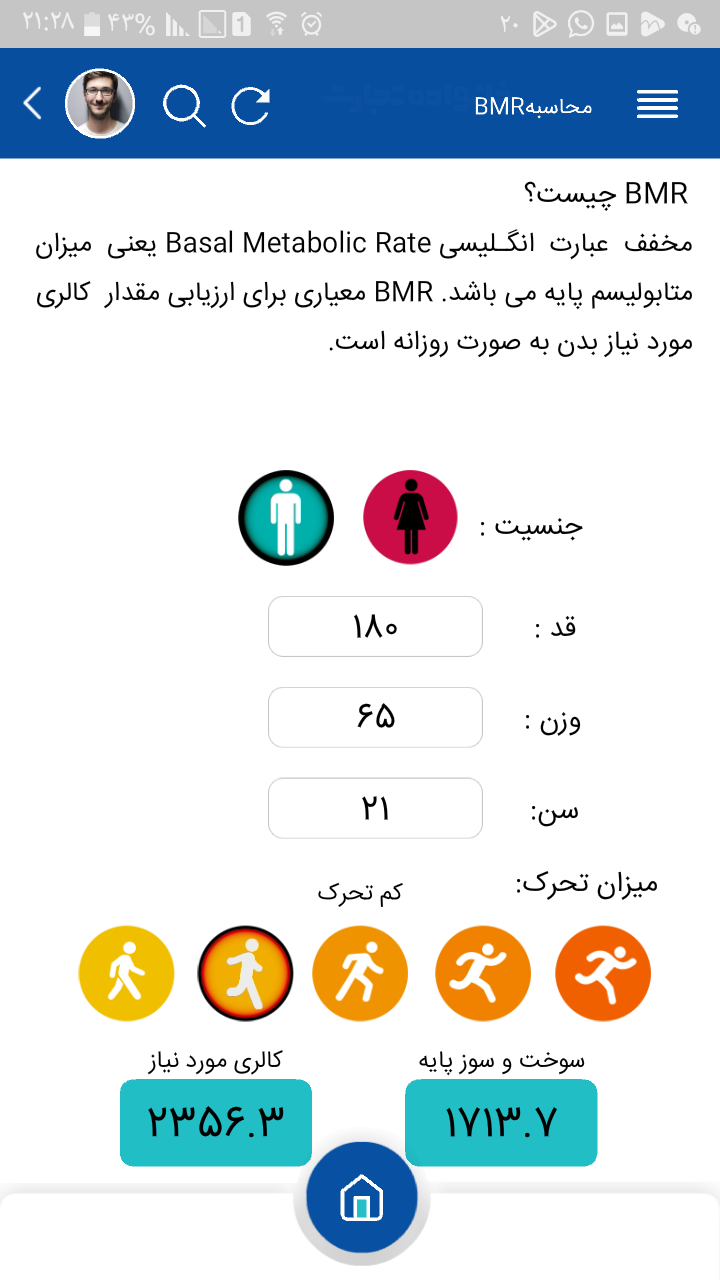 ۲۱:۲۸ ۴۳% 1 ۲۰
محاسبهBMR
BMR چیست؟
مخفف عبارت انگـلیسی Basal Metabolic Rate یعنی میزان
متابولیسم پایه می باشد. BMR معیاری برای ارزیابی مقدار کالری
مورد نیاز بدن به صورت روزانه است.
جنسیت :
قد : ۱۸۰
وزن : ۶۵
سن: ۲۱
میزان تحرک: کم تحرک
سوخت و سوز پایه کالری مورد نیاز
۱۷۱۳.۷ ۲۳۵۶.۳